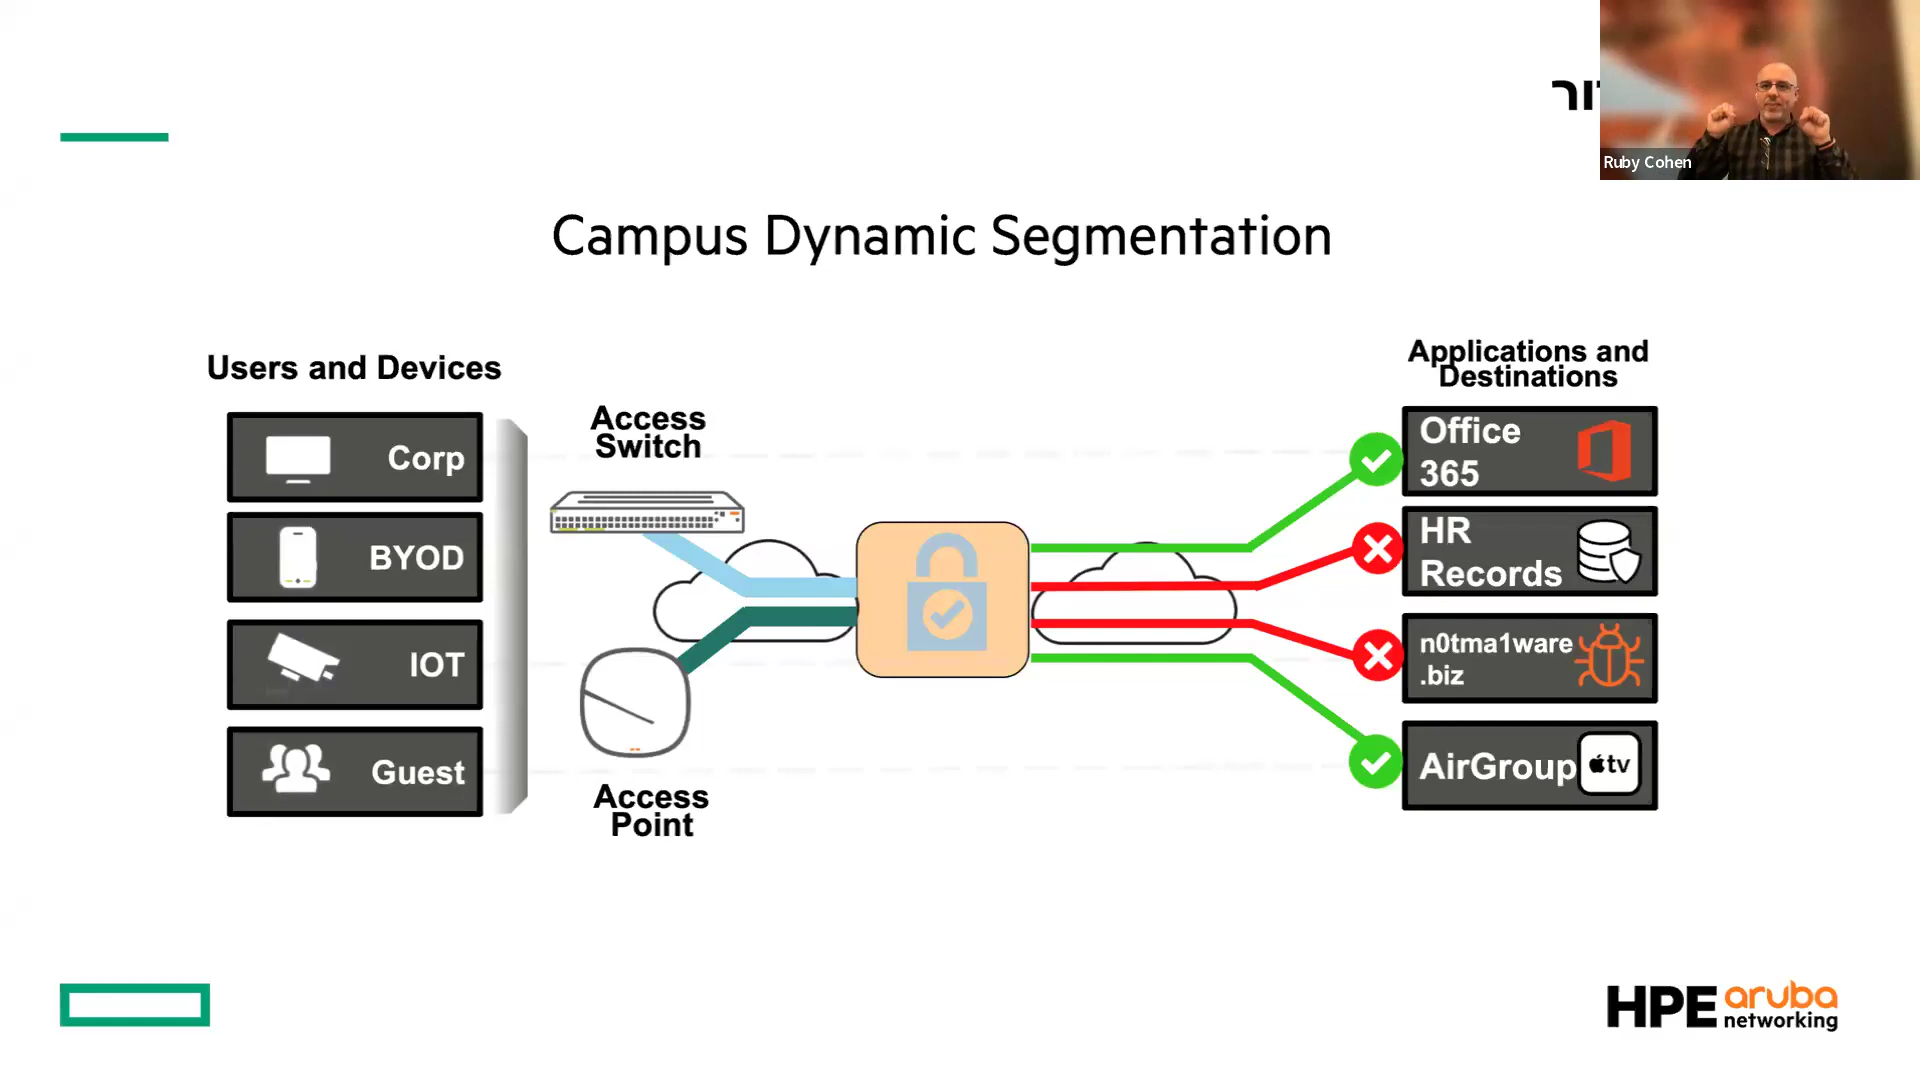 Ruby Cohen
Campus Dynamic Segmentation
Users and Devices
Corp
BYOD
IOT
Guest
Access
Switch
Access
Point
Applications and
Destinations
Office
365
HR
Records
n0tma1ware
.biz
AirGroup
tv
HPE aruba
networking